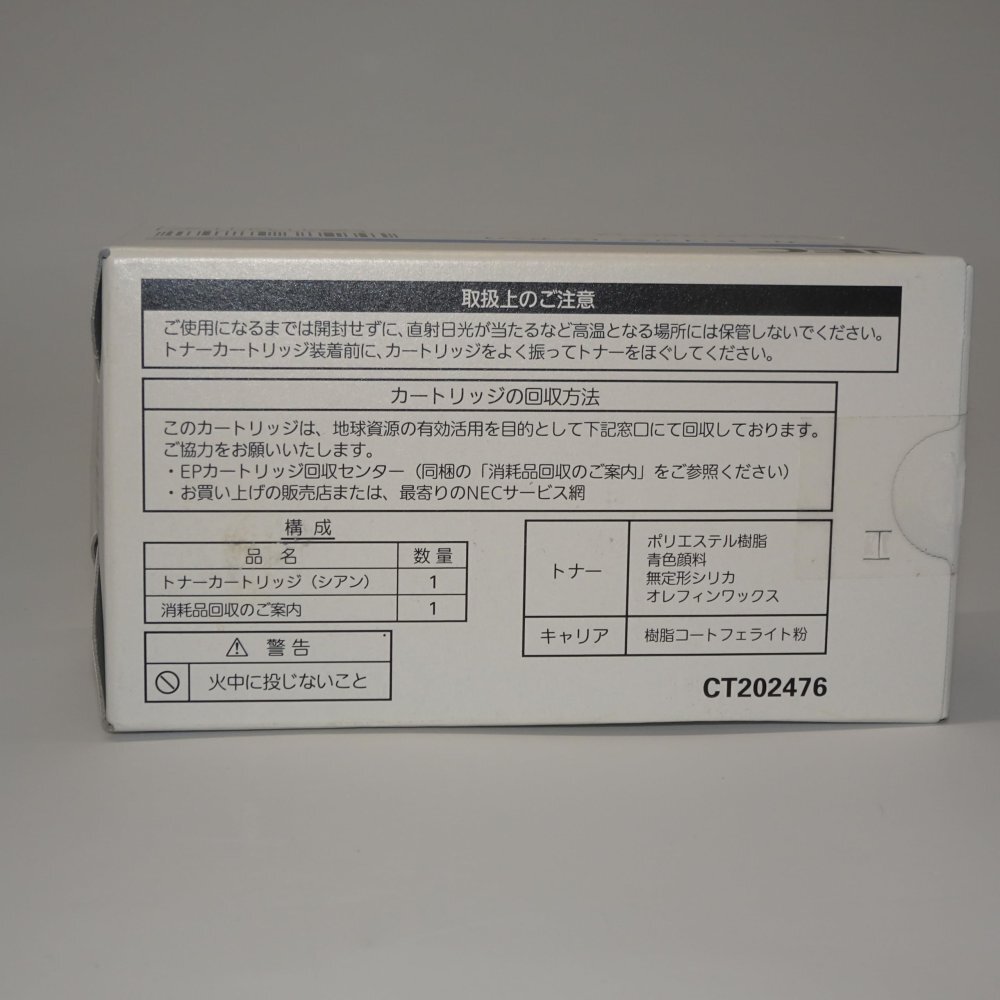 取扱上のご注意
ご使用になるまでは開封せずに、直射日光が当たるなど高温となる場所には保管しないでください。
トナーカートリッジ装着前に、カートリッジをよく振ってトナーをほぐしてください。
カートリッジの回収方法
このカートリッジは、地球資源の有効活用を目的として下記窓口にて回収しております。
ご協力をお願いいたします。
・EPカートリッジ回収センター（同梱の「消耗品回収のご案内」をご参照ください）
・お買い上げの販売店または、最寄りのNECサービス網
構成
品名 数量
トナーカートリッジ（シアン） 1
消耗品回収のご案内 1
警告
火中に投じないこと
トナー
ポリエステル樹脂
青色顔料
無定形シリカ
オレフィンワックス
キャリア 樹脂コートフェライト粉
CT202476